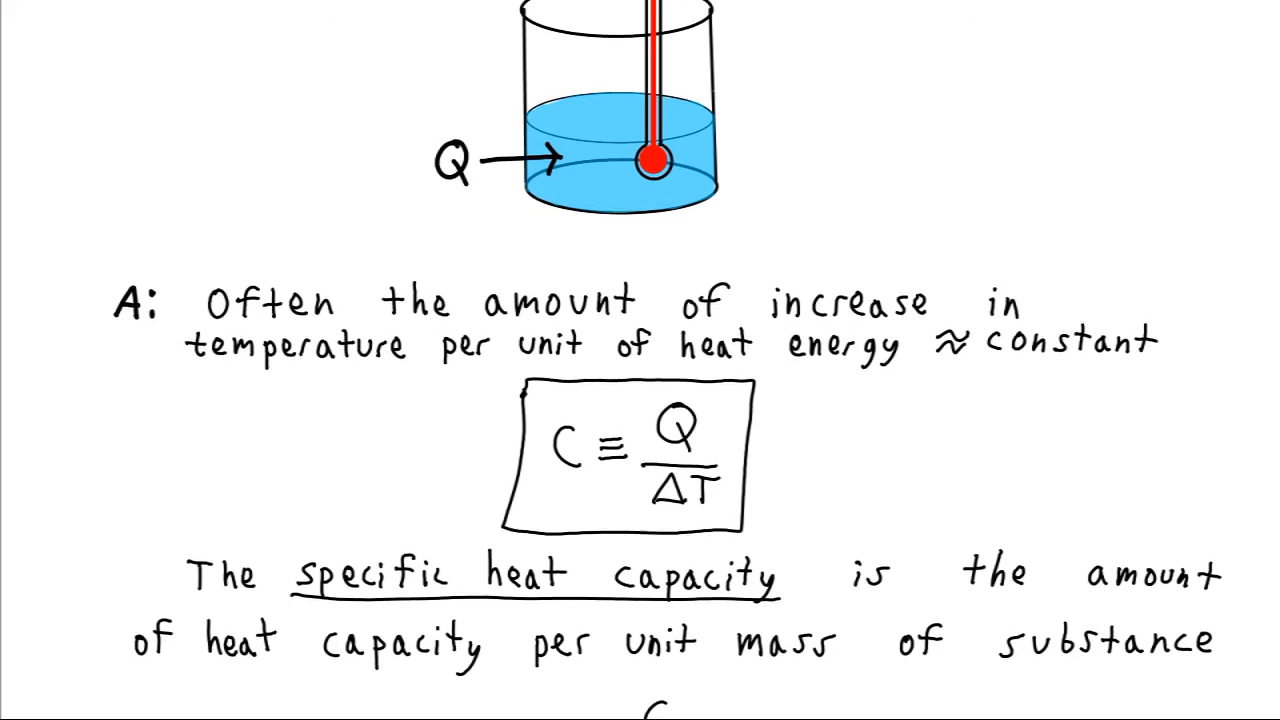 Q
A: Often the amount of increase in
temperature per unit of heat energy ≈ constant
C ≡ Q/ΔT
The specific heat capacity is the amount
of heat capacity per unit mass of substance